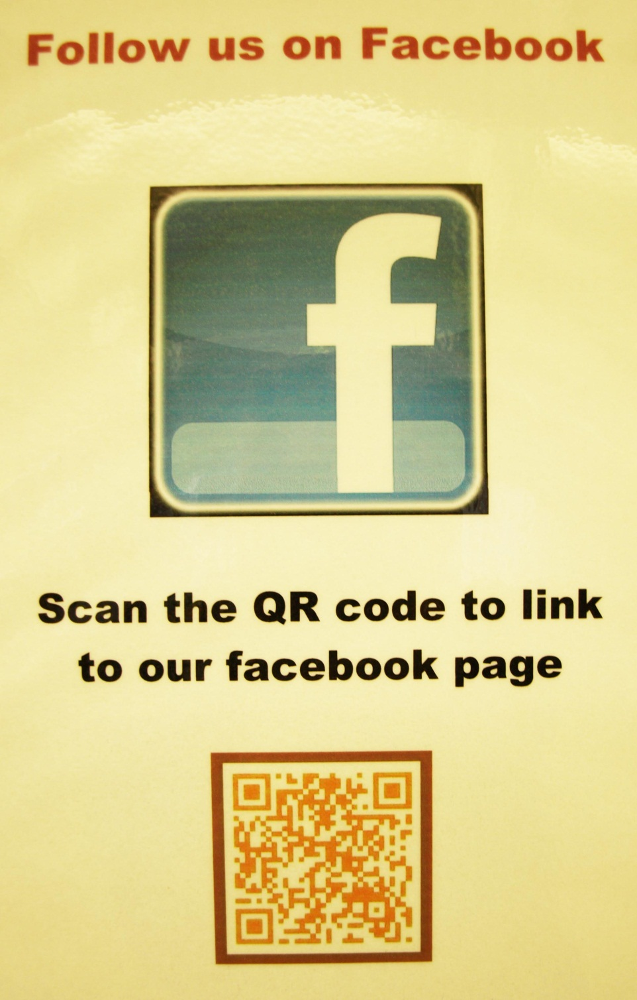 Follow us on Facebook
f
Scan the QR code to link
to our facebook page